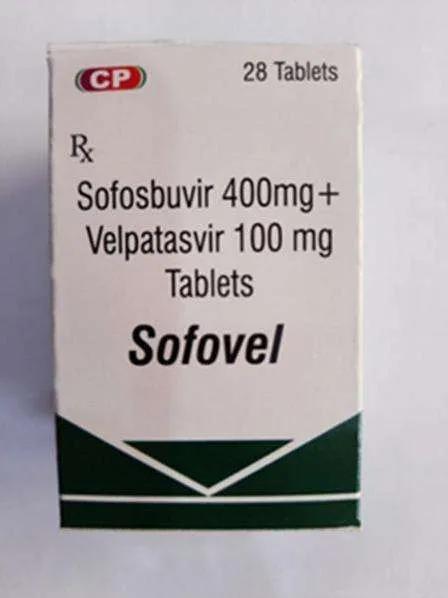 CP
28 Tablets
Rx
Sofosbuvir 400mg+
Velpatasvir 100 mg
Tablets
Sofovel